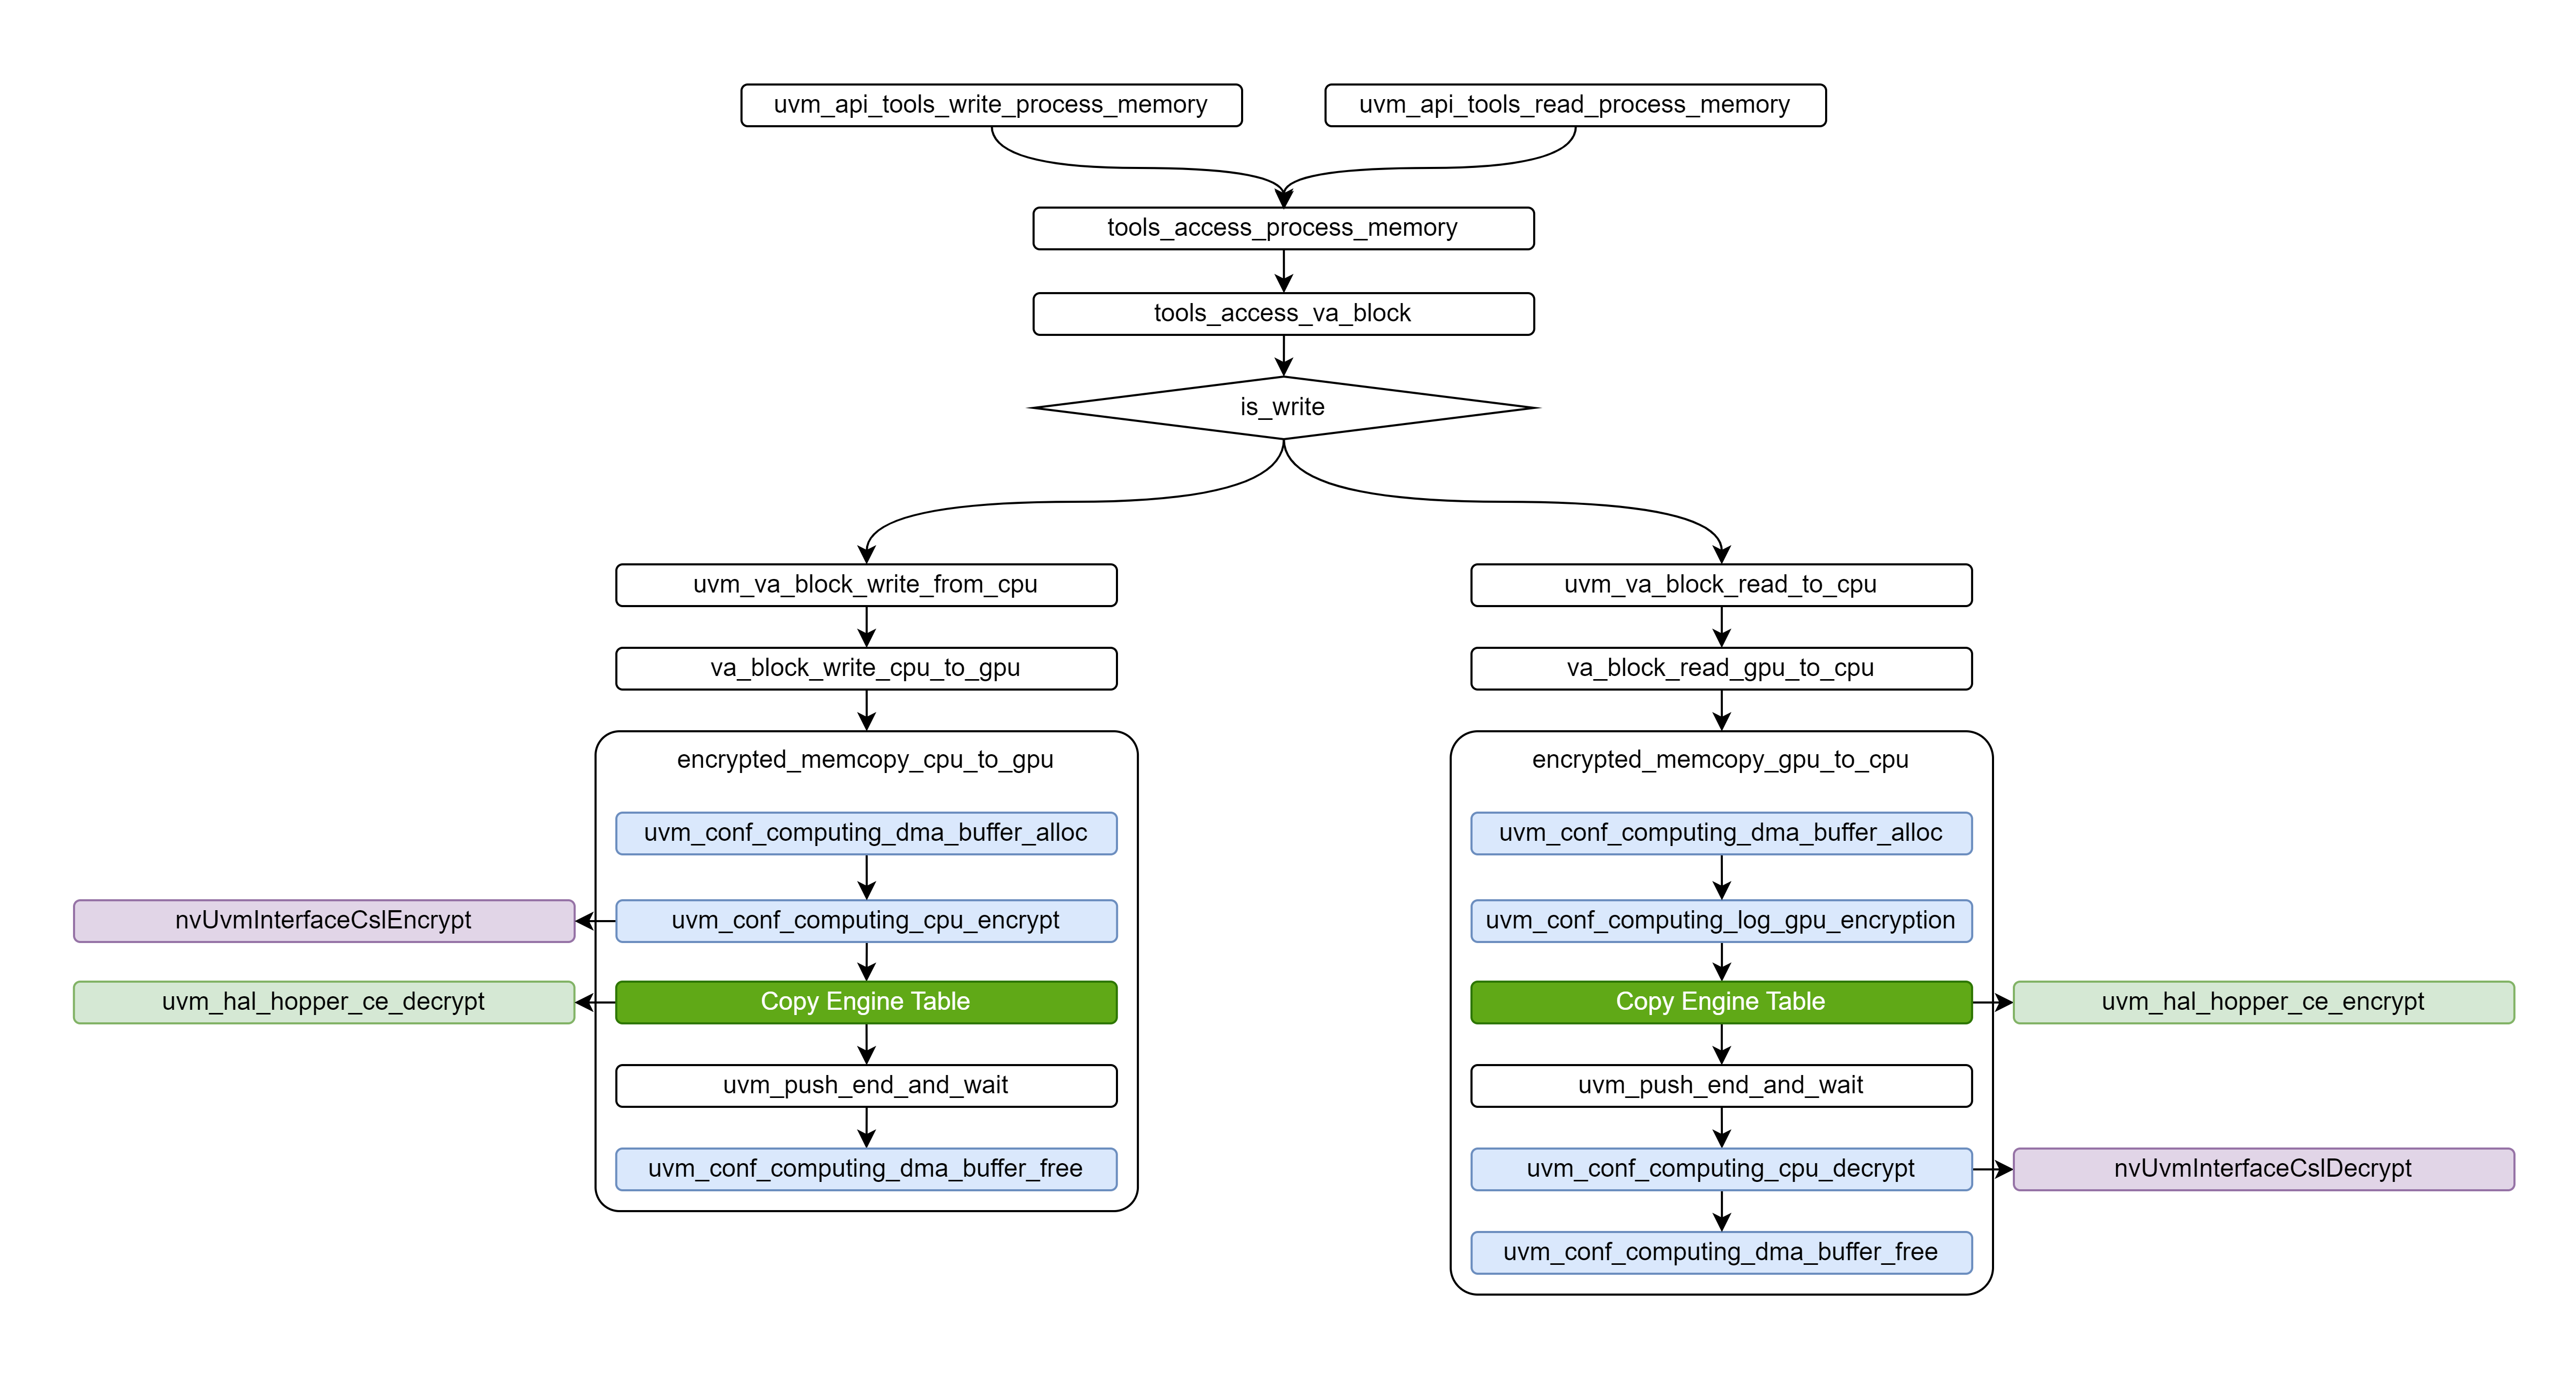 uvm_api_tools_write_process_memory
uvm_api_tools_read_process_memory
tools_access_process_memory
tools_access_va_block
is_write
uvm_va_block_write_from_cpu
va_block_write_cpu_to_gpu
encrypted_memcopy_cpu_to_gpu
uvm_conf_computing_dma_buffer_alloc
uvm_conf_computing_cpu_encrypt
nvUvmInterfaceCslEncrypt
Copy Engine Table
uvm_hal_hopper_ce_decrypt
uvm_push_end_and_wait
uvm_conf_computing_dma_buffer_free
uvm_va_block_read_to_cpu
va_block_read_gpu_to_cpu
encrypted_memcopy_gpu_to_cpu
uvm_conf_computing_dma_buffer_alloc
uvm_conf_computing_log_gpu_encryption
Copy Engine Table
uvm_hal_hopper_ce_encrypt
uvm_push_end_and_wait
uvm_conf_computing_cpu_decrypt
nvUvmInterfaceCslDecrypt
uvm_conf_computing_dma_buffer_free